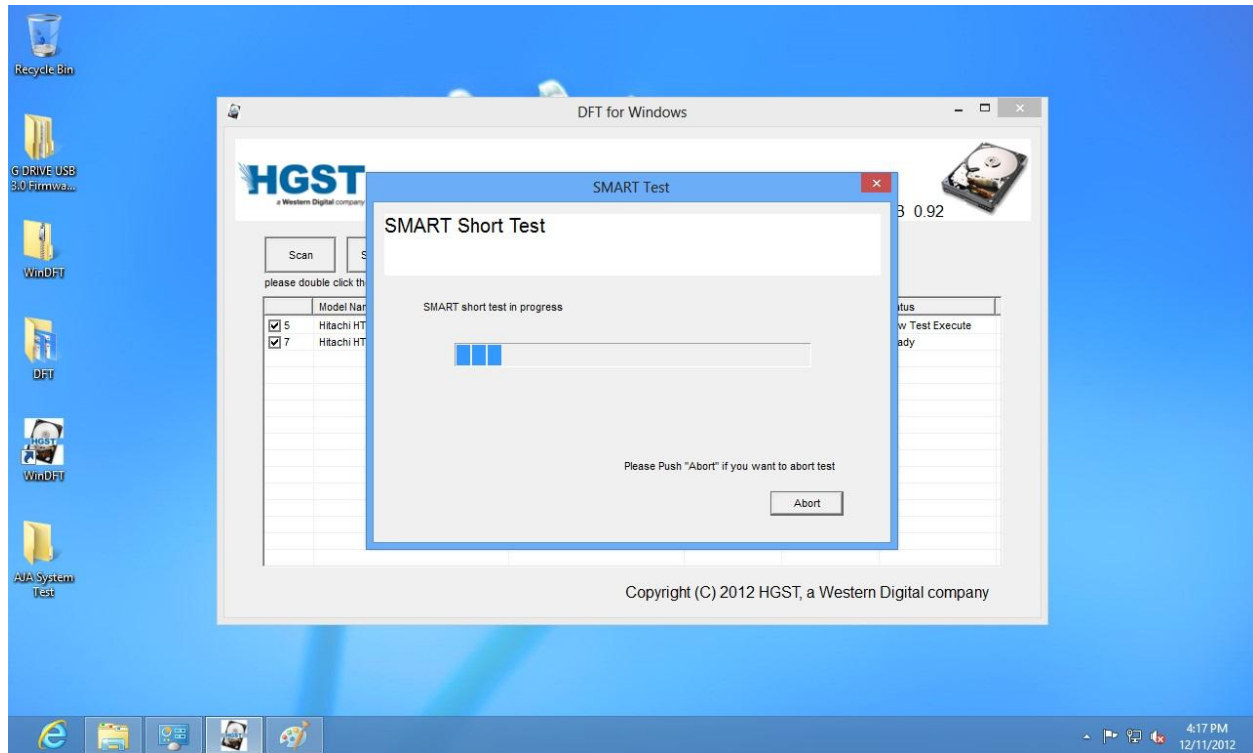 Recycle Bin
G DRIVE USB
3.0 Firmwa...
WinDFT
DFT
WinDFT
AJA System
Test
DFT for Windows
HGST
a Western Digital company
0.92
Scan
please double click th
Model Nar
5 Hitachi HT
w Test Execute
7 Hitachi HT
ady
SMART Test
SMART Short Test
SMART short test in progress
Please Push "Abort" if you want to abort test
Abort
Copyright (C) 2012 HGST, a Western Digital company
4:17 PM
12/11/2012